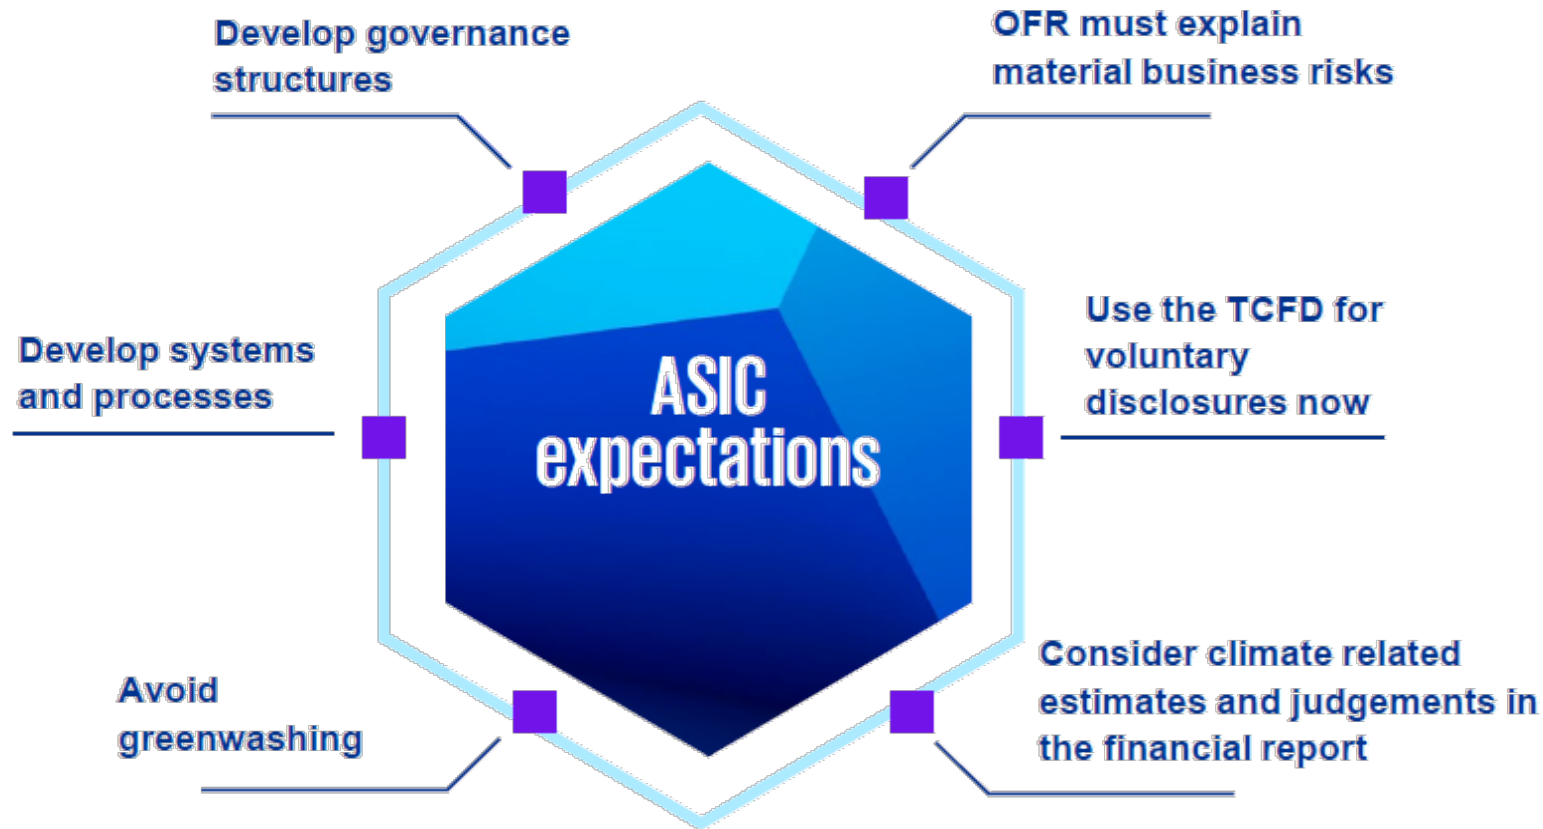 Develop governance
structures
OFR must explain
material business risks
Develop systems
and processes
ASIC
expectations
Use the TCFD for
voluntary
disclosures now
Avoid
greenwashing
Consider climate related
estimates and judgements in
the financial report